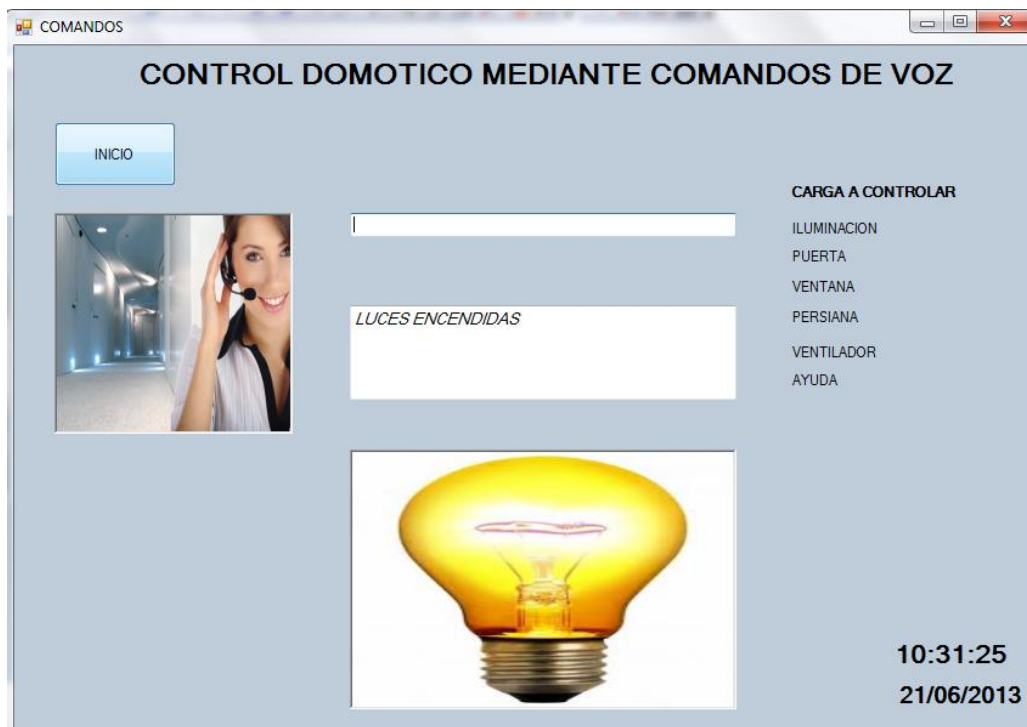 COMANDOS
CONTROL DOMOTICO MEDIANTE COMANDOS DE VOZ
INICIO
CARGA A CONTROLAR
ILUMINACION
PUERTA
VENTANA
LUCES ENCENDIDAS
PERSIANA
VENTILADOR
AYUDA
10:31:25
21/06/2013